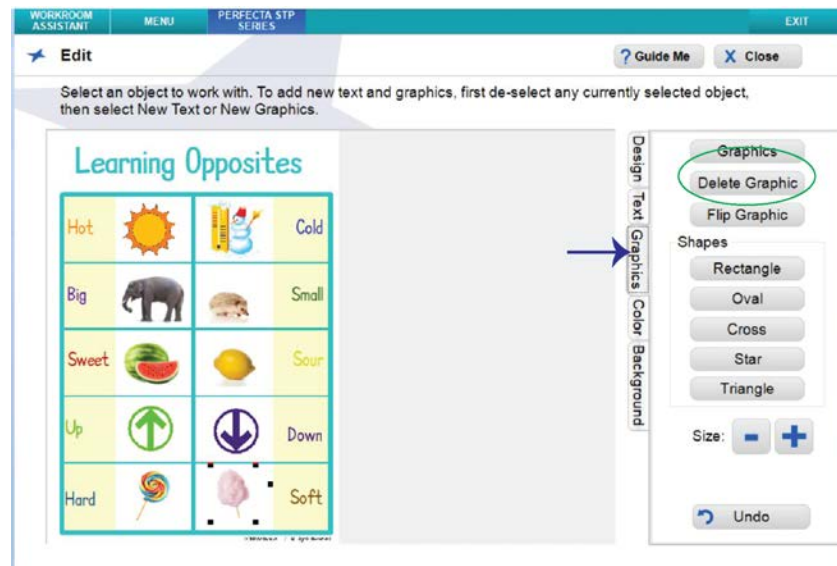 WORKROOM
ASSISTANT
MENU
PERFECTA STP
SERIES
EXIT
Edit
? Guide Me
X Close
Select an object to work with. To add new text and graphics, first de-select any currently selected object,
then select New Text or New Graphics.
Learning Opposites
Hot
Cold
Big
Small
Sweet
Sour
Up
Down
Hard
Soft
Design
Text
Graphics
Color
Background
Graphics
Delete Graphic
Flip Graphic
Shapes
Rectangle
Oval
Cross
Star
Triangle
Size: - +
Undo